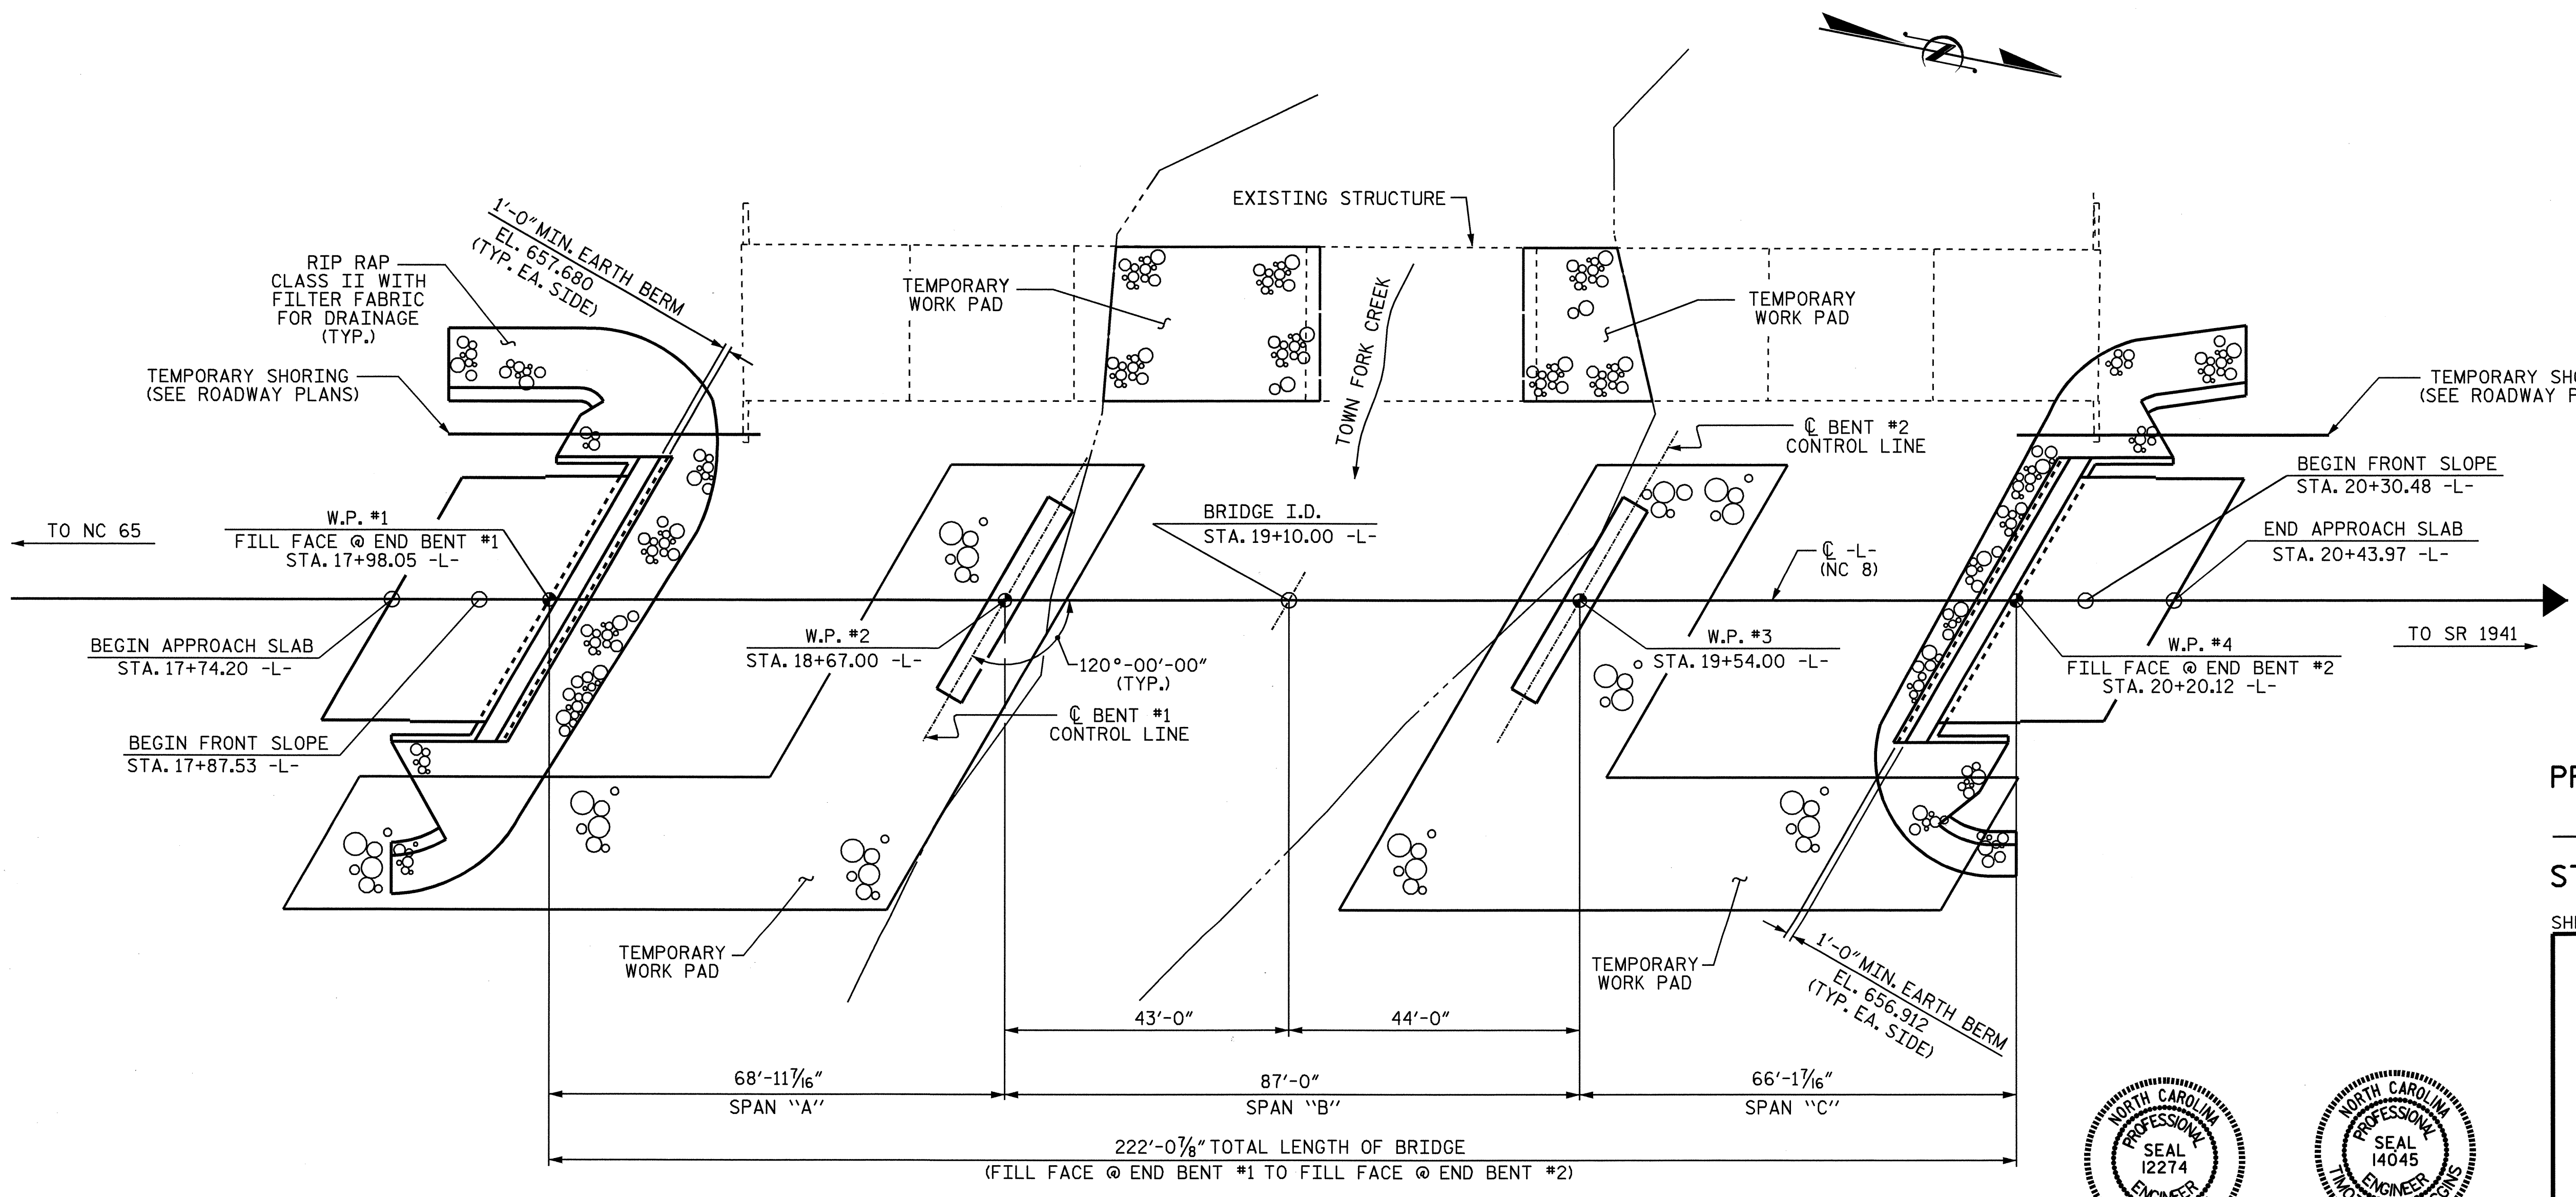 EXISTING STRUCTURE
1'-0" MIN. EARTH BERM
EL. 657.680
(TYP. EA. SIDE)
RIP RAP
CLASS II WITH
FILTER FABRIC
FOR DRAINAGE
(TYP.)
TEMPORARY
WORK PAD
TOWN FORK CREEK
TEMPORARY
WORK PAD
TEMPORARY SHORING
(SEE ROADWAY PLANS)
TEMPORARY SH
(SEE ROADWAY P
℄ BENT #2
CONTROL LINE
BEGIN FRONT SLOPE
STA. 20+30.48 -L-
TO NC 65
W.P. #1
FILL FACE @ END BENT #1
STA. 17+98.05 -L-
BRIDGE I.D.
STA. 19+10.00 -L-
END APPROACH SLAB
STA. 20+43.97 -L-
℄ -L-
(NC 8)
BEGIN APPROACH SLAB
STA. 17+74.20 -L-
W.P. #2
STA. 18+67.00 -L-
120°-00'-00"
(TYP.)
W.P. #3
STA. 19+54.00 -L-
TO SR 1941
W.P. #4
FILL FACE @ END BENT #2
STA. 20+20.12 -L-
℄ BENT #1
CONTROL LINE
BEGIN FRONT SLOPE
STA. 17+87.53 -L-
TEMPORARY
WORK PAD
TEMPORARY
WORK PAD
1'-0" MIN. EARTH BERM
EL. 656.912
(TYP. EA. SIDE)
43'-0"
44'-0"
68'-11 7/16"
87'-0"
66'-1 7/16"
SPAN "A"
SPAN "B"
SPAN "C"
222'-0 7/8" TOTAL LENGTH OF BRIDGE
(FILL FACE @ END BENT #1 TO FILL FACE @ END BENT #2)
NORTH CAROLINA
PROFESSIONAL
SEAL
12274
ENGINEER
NORTH CAROLINA
PROFESSIONAL
SEAL
14045
ENGINEER